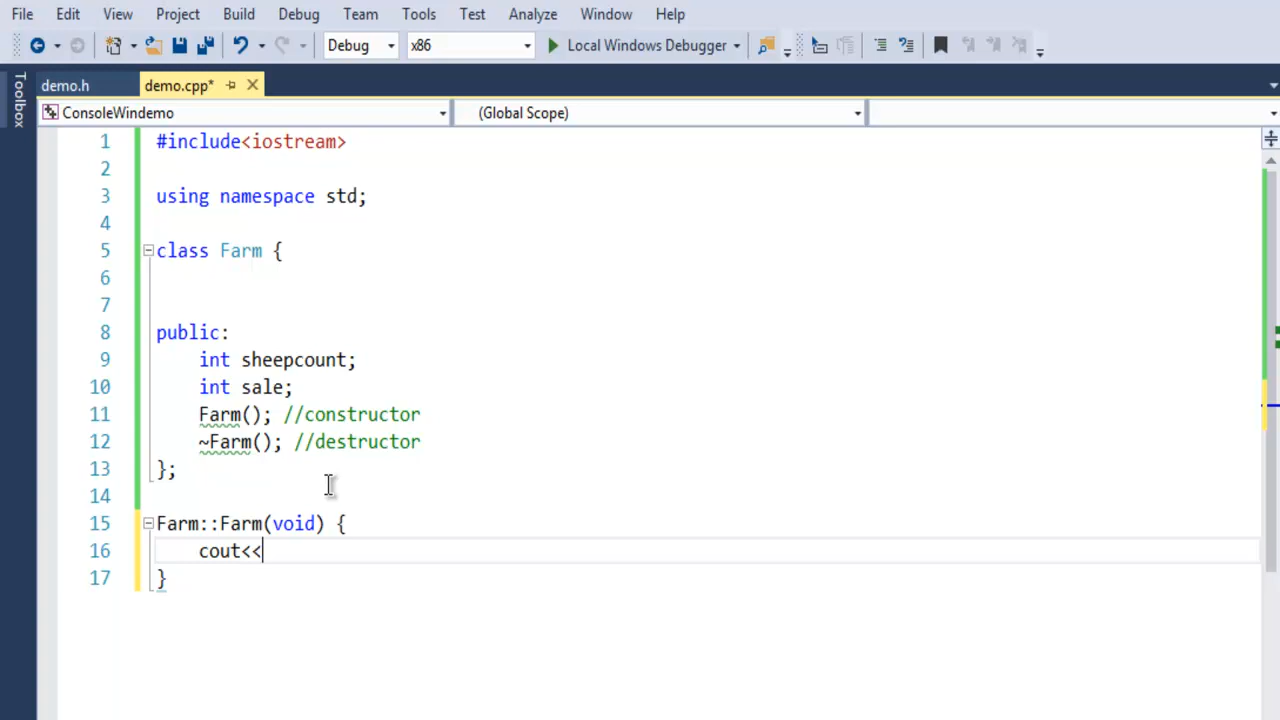 File Edit View Project Build Debug Team Tools Test Analyze Window Help
Debug x86 Local Windows Debugger
Toolbox
demo.h demo.cpp*
ConsoleWindemo (Global Scope)
1 #include<iostream>
2
3 using namespace std;
4
5 class Farm {
6
7
8 public:
9 int sheepcount;
10 int sale;
11 Farm(); //constructor
12 ~Farm(); //destructor
13 };
14
15 Farm::Farm(void) {
16 cout<<
17 }